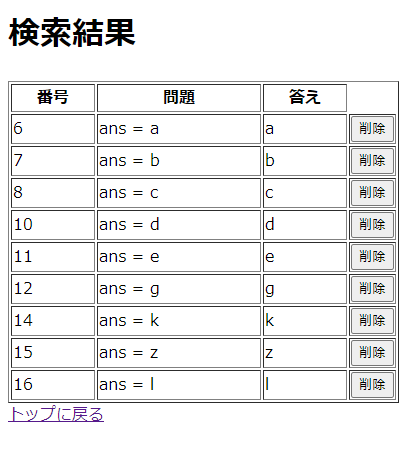 検索結果
番号 問題 答え
6 ans = a a 削除
7 ans = b b 削除
8 ans = c c 削除
10 ans = d d 削除
11 ans = e e 削除
12 ans = g g 削除
14 ans = k k 削除
15 ans = z z 削除
16 ans = l l 削除
トップに戻る